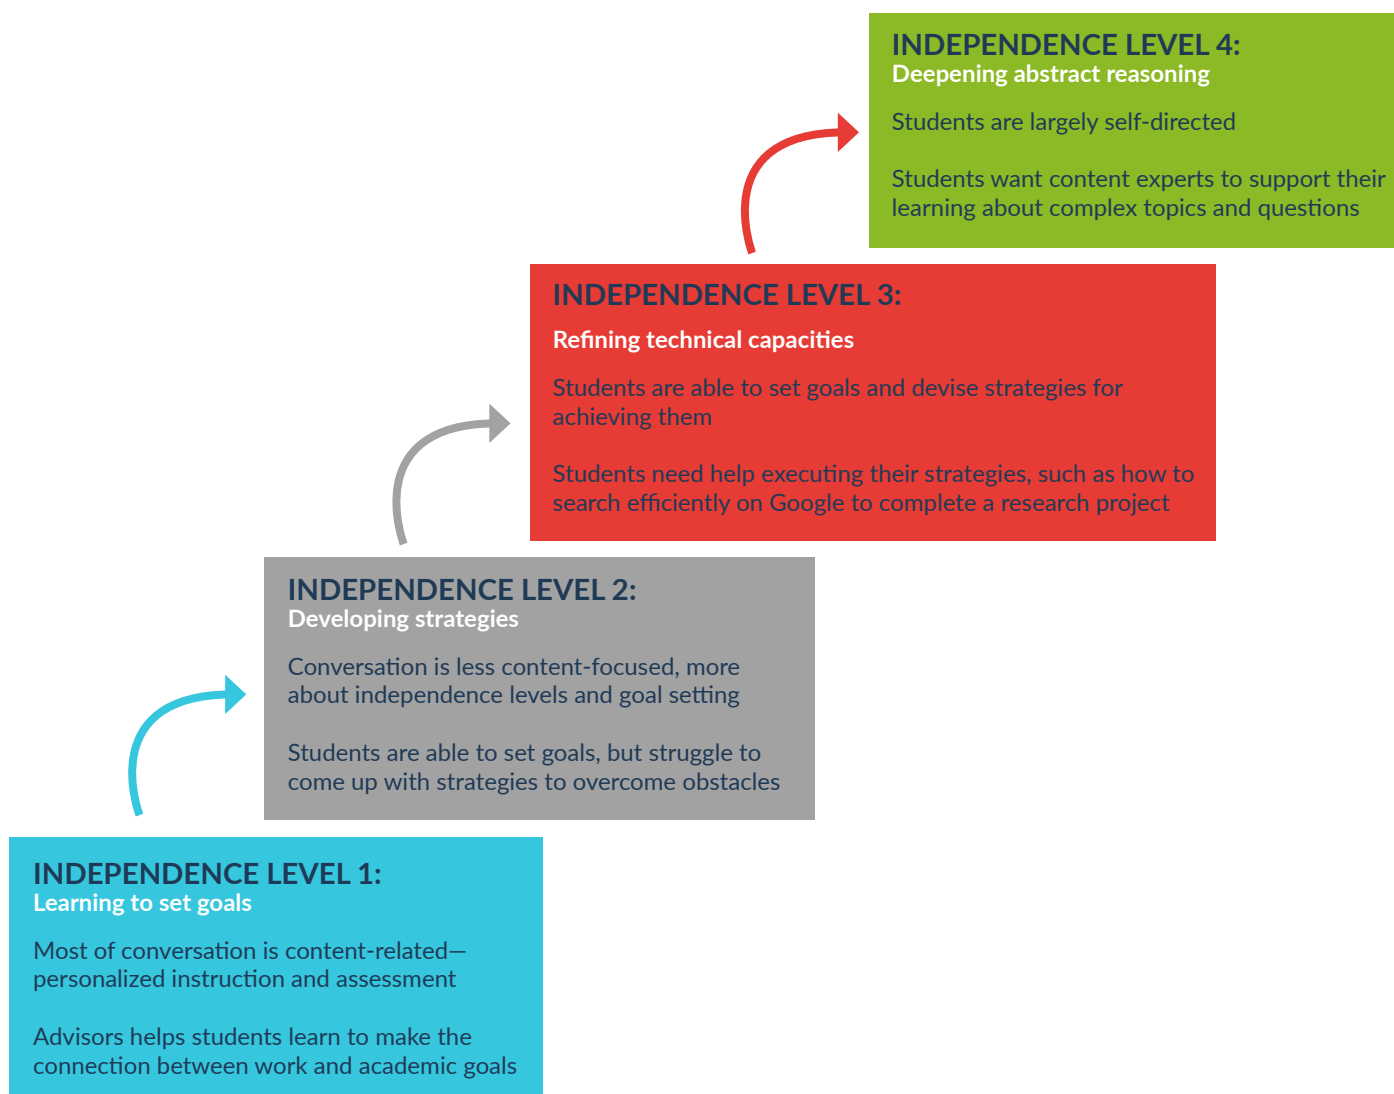 INDEPENDENCE LEVEL 4:
Deepening abstract reasoning
Students are largely self-directed
Students want content experts to support their
learning about complex topics and questions
INDEPENDENCE LEVEL 3:
Refining technical capacities
Students are able to set goals and devise strategies for
achieving them
Students need help executing their strategies, such as how to
search efficiently on Google to complete a research project
INDEPENDENCE LEVEL 2:
Developing strategies
Conversation is less content-focused, more
about independence levels and goal setting
Students are able to set goals, but struggle to
come up with strategies to overcome obstacles
INDEPENDENCE LEVEL 1:
Learning to set goals
Most of conversation is content-related—
personalized instruction and assessment
Advisors helps students learn to make the
connection between work and academic goals